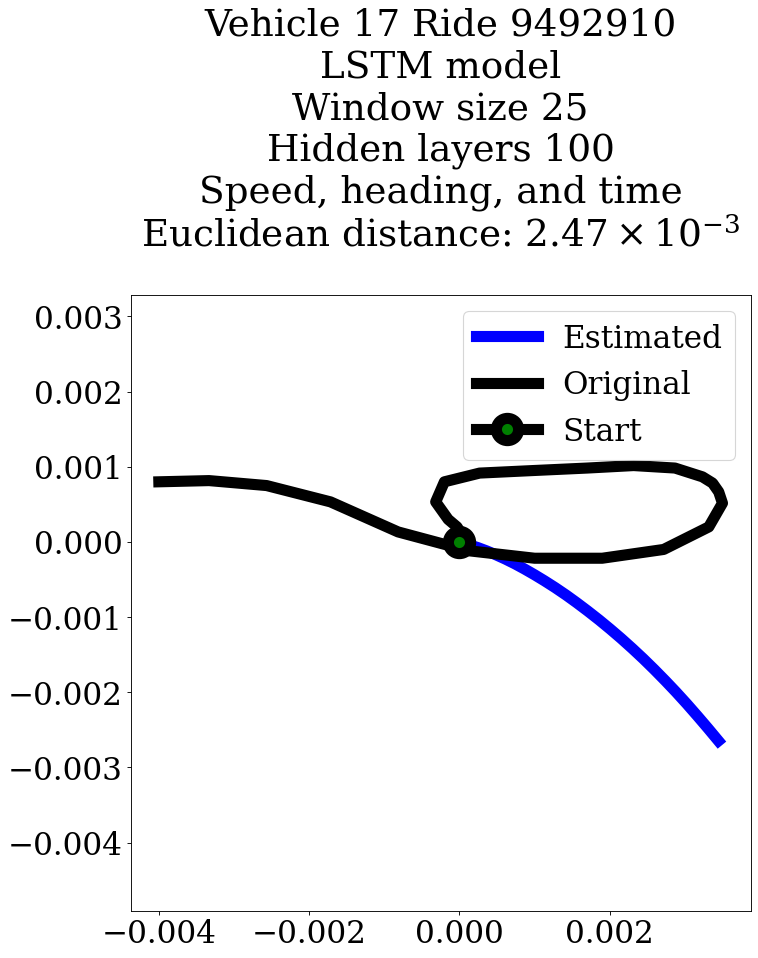 Vehicle 17 Ride 9492910
LSTM model
Window size 25
Hidden layers 100
Speed, heading, and time
Euclidean distance: 2.47 × 10⁻³
Estimated
Original
Start
0.003
0.002
0.001
0.000
−0.001
−0.002
−0.003
−0.004
−0.004 −0.002 0.000 0.002